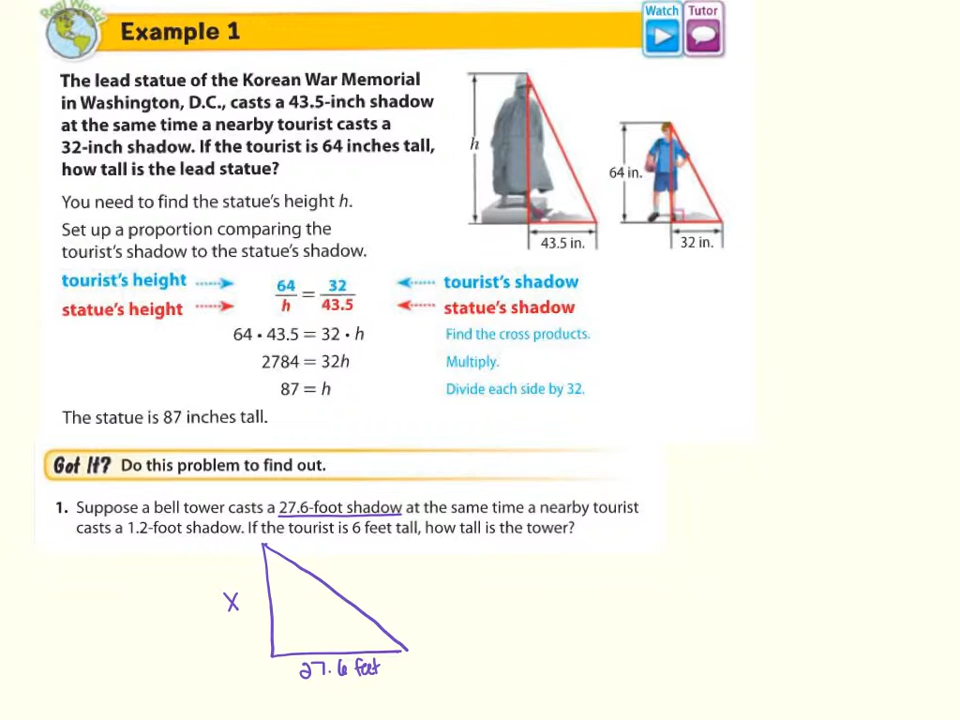 Real World
Example 1
Watch Tutor
The lead statue of the Korean War Memorial
in Washington, D.C., casts a 43.5-inch shadow
at the same time a nearby tourist casts a
32-inch shadow. If the tourist is 64 inches tall,
how tall is the lead statue?
h
64 in.
43.5 in.
32 in.
You need to find the statue's height h.
Set up a proportion comparing the
tourist's shadow to the statue's shadow.
tourist's height 64/h = 32/43.5 tourist's shadow
statue's height statue's shadow
64 • 43.5 = 32 • h Find the cross products.
2784 = 32h Multiply.
87 = h Divide each side by 32.
The statue is 87 inches tall.
Got It? Do this problem to find out.
1. Suppose a bell tower casts a 27.6-foot shadow at the same time a nearby tourist
casts a 1.2-foot shadow. If the tourist is 6 feet tall, how tall is the tower?
X
27.6 feet